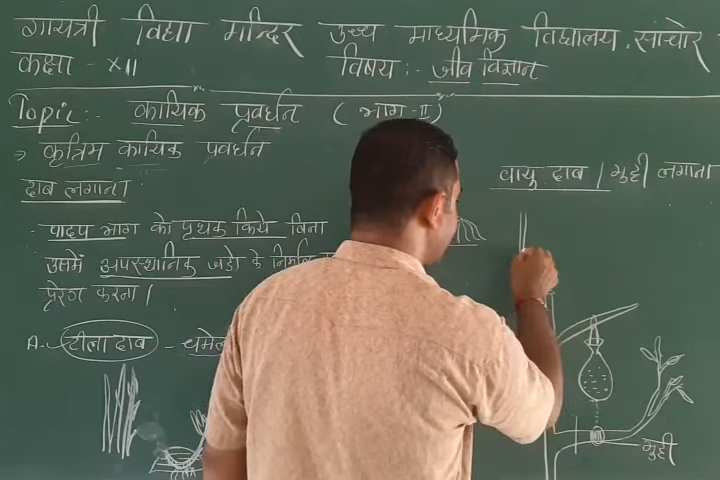 गायत्री विद्या मन्दिर उच्च माध्यमिक विद्यालय, सांचोर
कक्षा - XII विषय :- जीव विज्ञान
Topic :- कायिक प्रवर्धन ( भाग - II )
→ कृत्रिम कायिक प्रवर्धन
दाब लगाना
- पादप भाग को पृथक किये बिना
उसमें अपस्थानिक जडो के निर्माण
प्रेरित करना।
A. टीला दाब - चमेल
वायु दाब / गुट्टी लगाना
गुट्टी